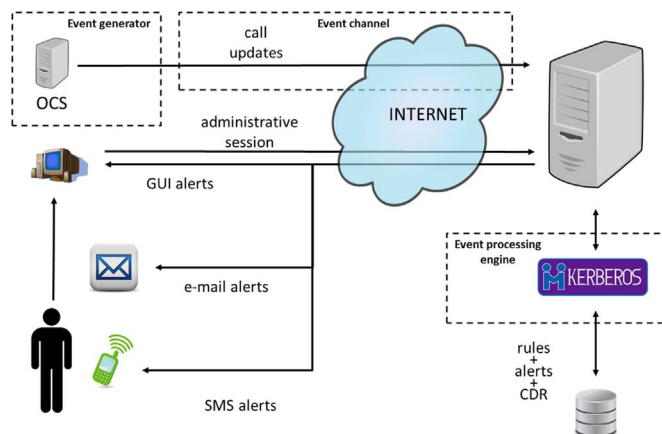 Event generator
Event channel
call
updates
OCS
INTERNET
administrative
session
GUI alerts
Event processing
engine
KERBEROS
e-mail alerts
rules
+
alerts
+
CDR
SMS alerts